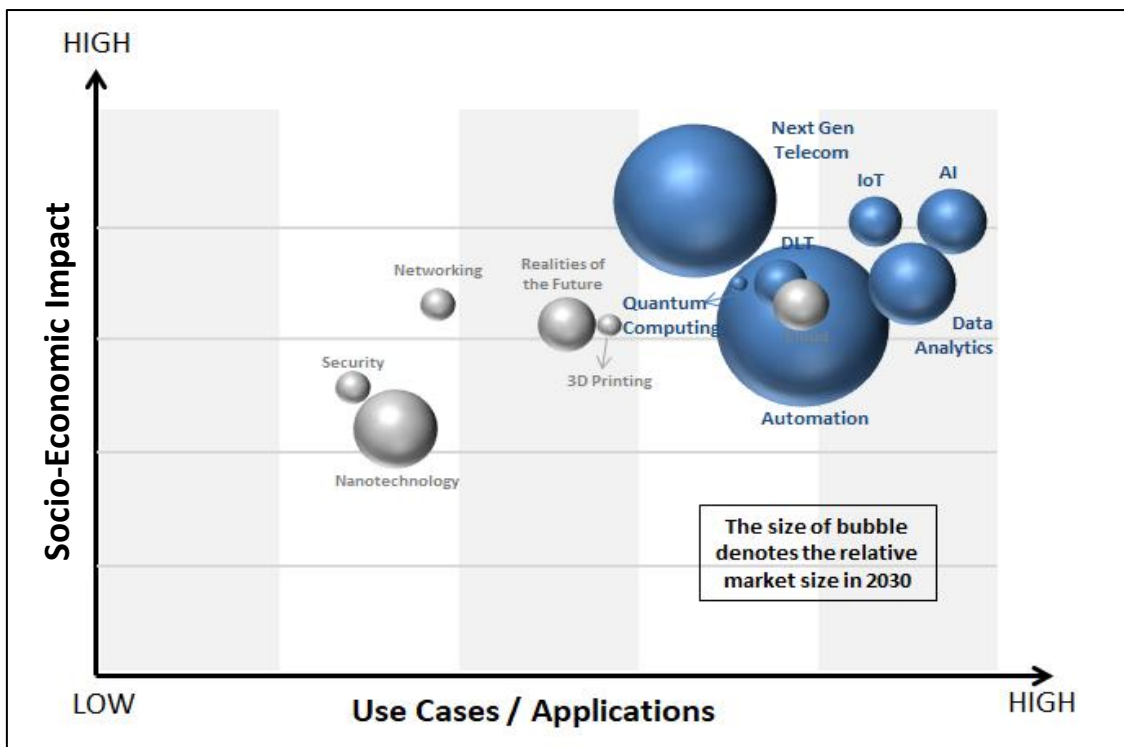 HIGH
Socio-Economic Impact
Next Gen
Telecom
IoT
AI
DLT
Networking
Realities of
the Future
Quantum
Computing
Data
Analytics
Security
3D Printing
Automation
Nanotechnology
The size of bubble
denotes the relative
market size in 2030
LOW
Use Cases / Applications
HIGH